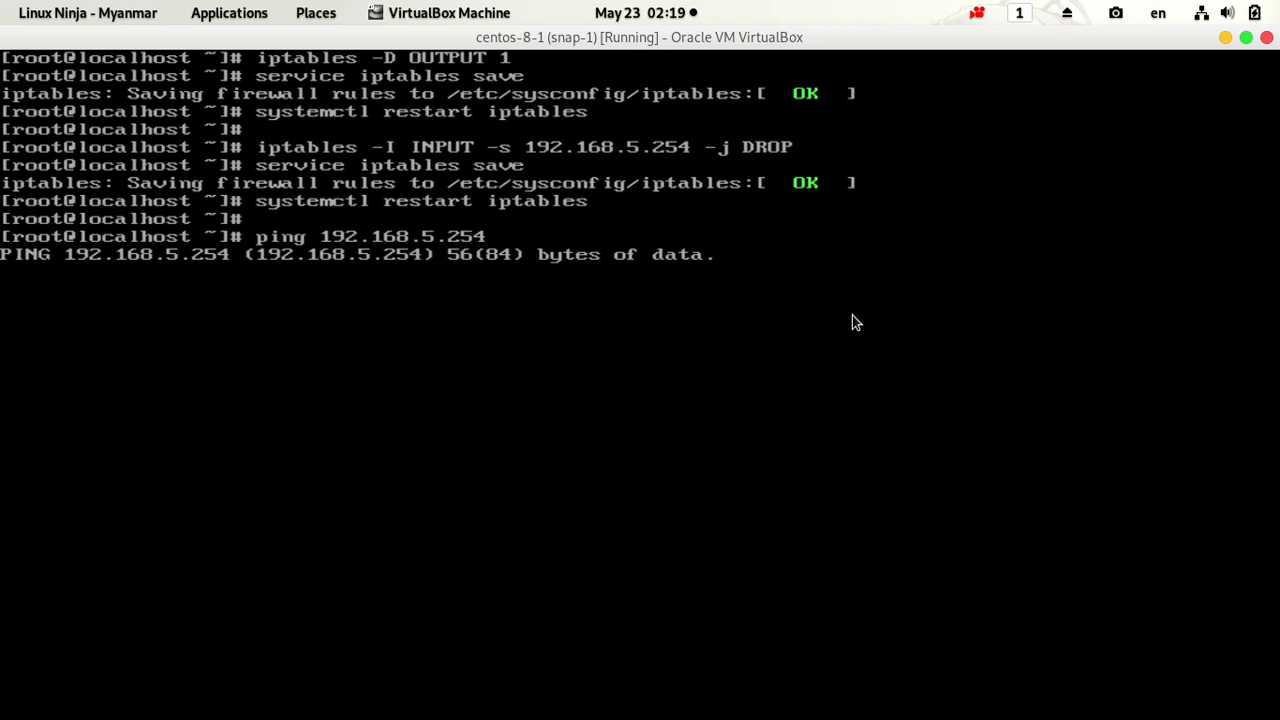 Linux Ninja - Myanmar Applications Places VirtualBox Machine May 23 02:19 1 en
centos-8-1 (snap-1) [Running] - Oracle VM VirtualBox
[root@localhost ~]# iptables -D OUTPUT 1
[root@localhost ~]# service iptables save
iptables: Saving firewall rules to /etc/sysconfig/iptables:[  OK  ]
[root@localhost ~]# systemctl restart iptables
[root@localhost ~]#
[root@localhost ~]# iptables -I INPUT -s 192.168.5.254 -j DROP
[root@localhost ~]# service iptables save
iptables: Saving firewall rules to /etc/sysconfig/iptables:[  OK  ]
[root@localhost ~]# systemctl restart iptables
[root@localhost ~]#
[root@localhost ~]# ping 192.168.5.254
PING 192.168.5.254 (192.168.5.254) 56(84) bytes of data.